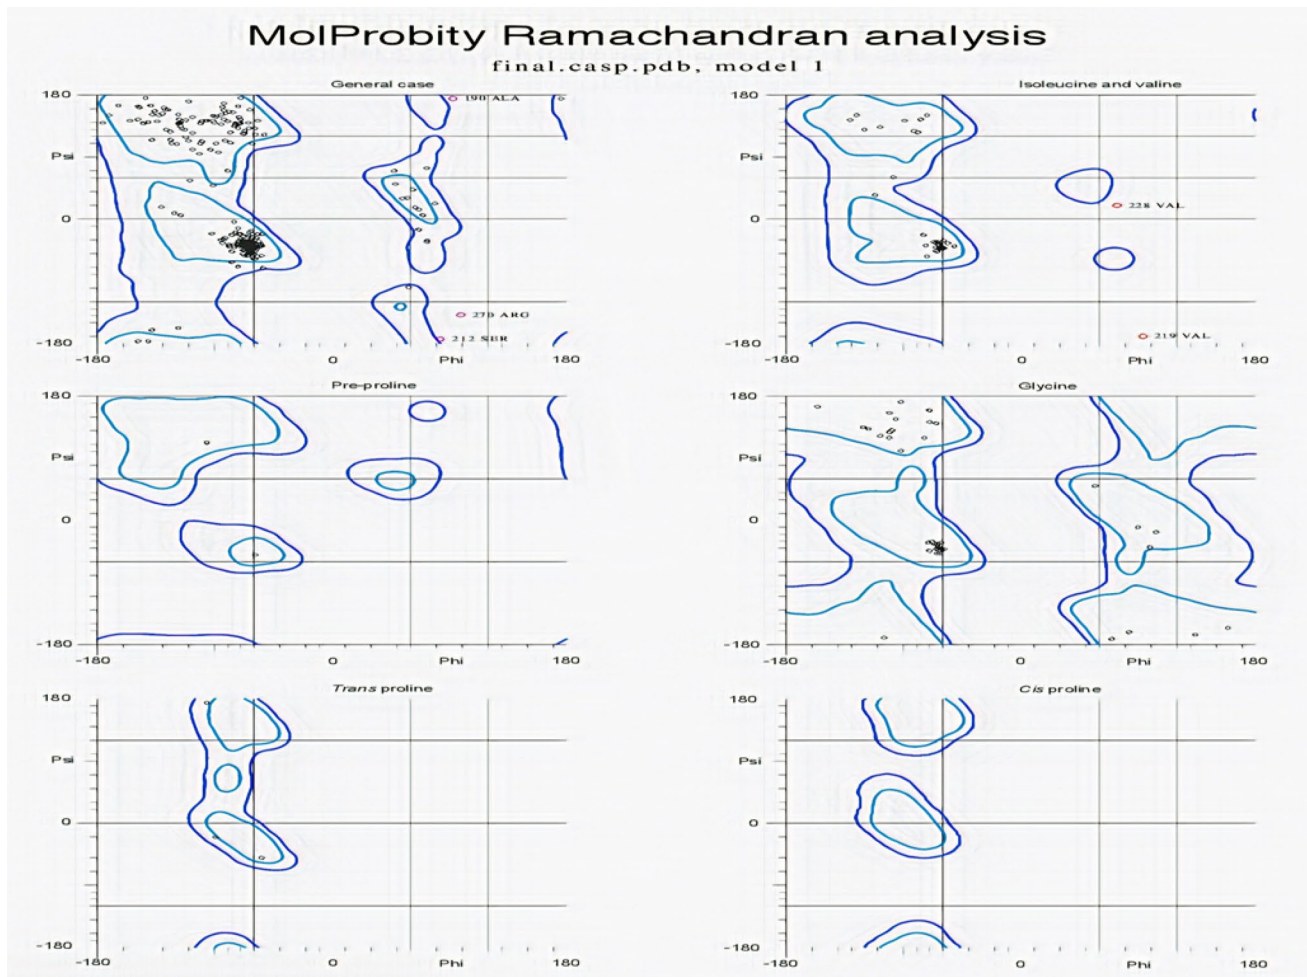 MolProbity Ramachandran analysis
final.casp.pdb, model 1
General case
180
190 ALA
Psi
0
270 ARG
212 SER
-180
-180 0 Phi 180
Isoleucine and valine
180
Psi
228 VAL
0
219 VAL
-180
-180 0 Phi 180
Pre-proline
180
Psi
0
-180
-180 0 Phi 180
Glycine
180
Psi
0
-180
-180 0 Phi 180
Trans proline
180
Psi
0
-180
-180 0 Phi 180
Cis proline
180
Psi
0
-180
-180 0 Phi 180